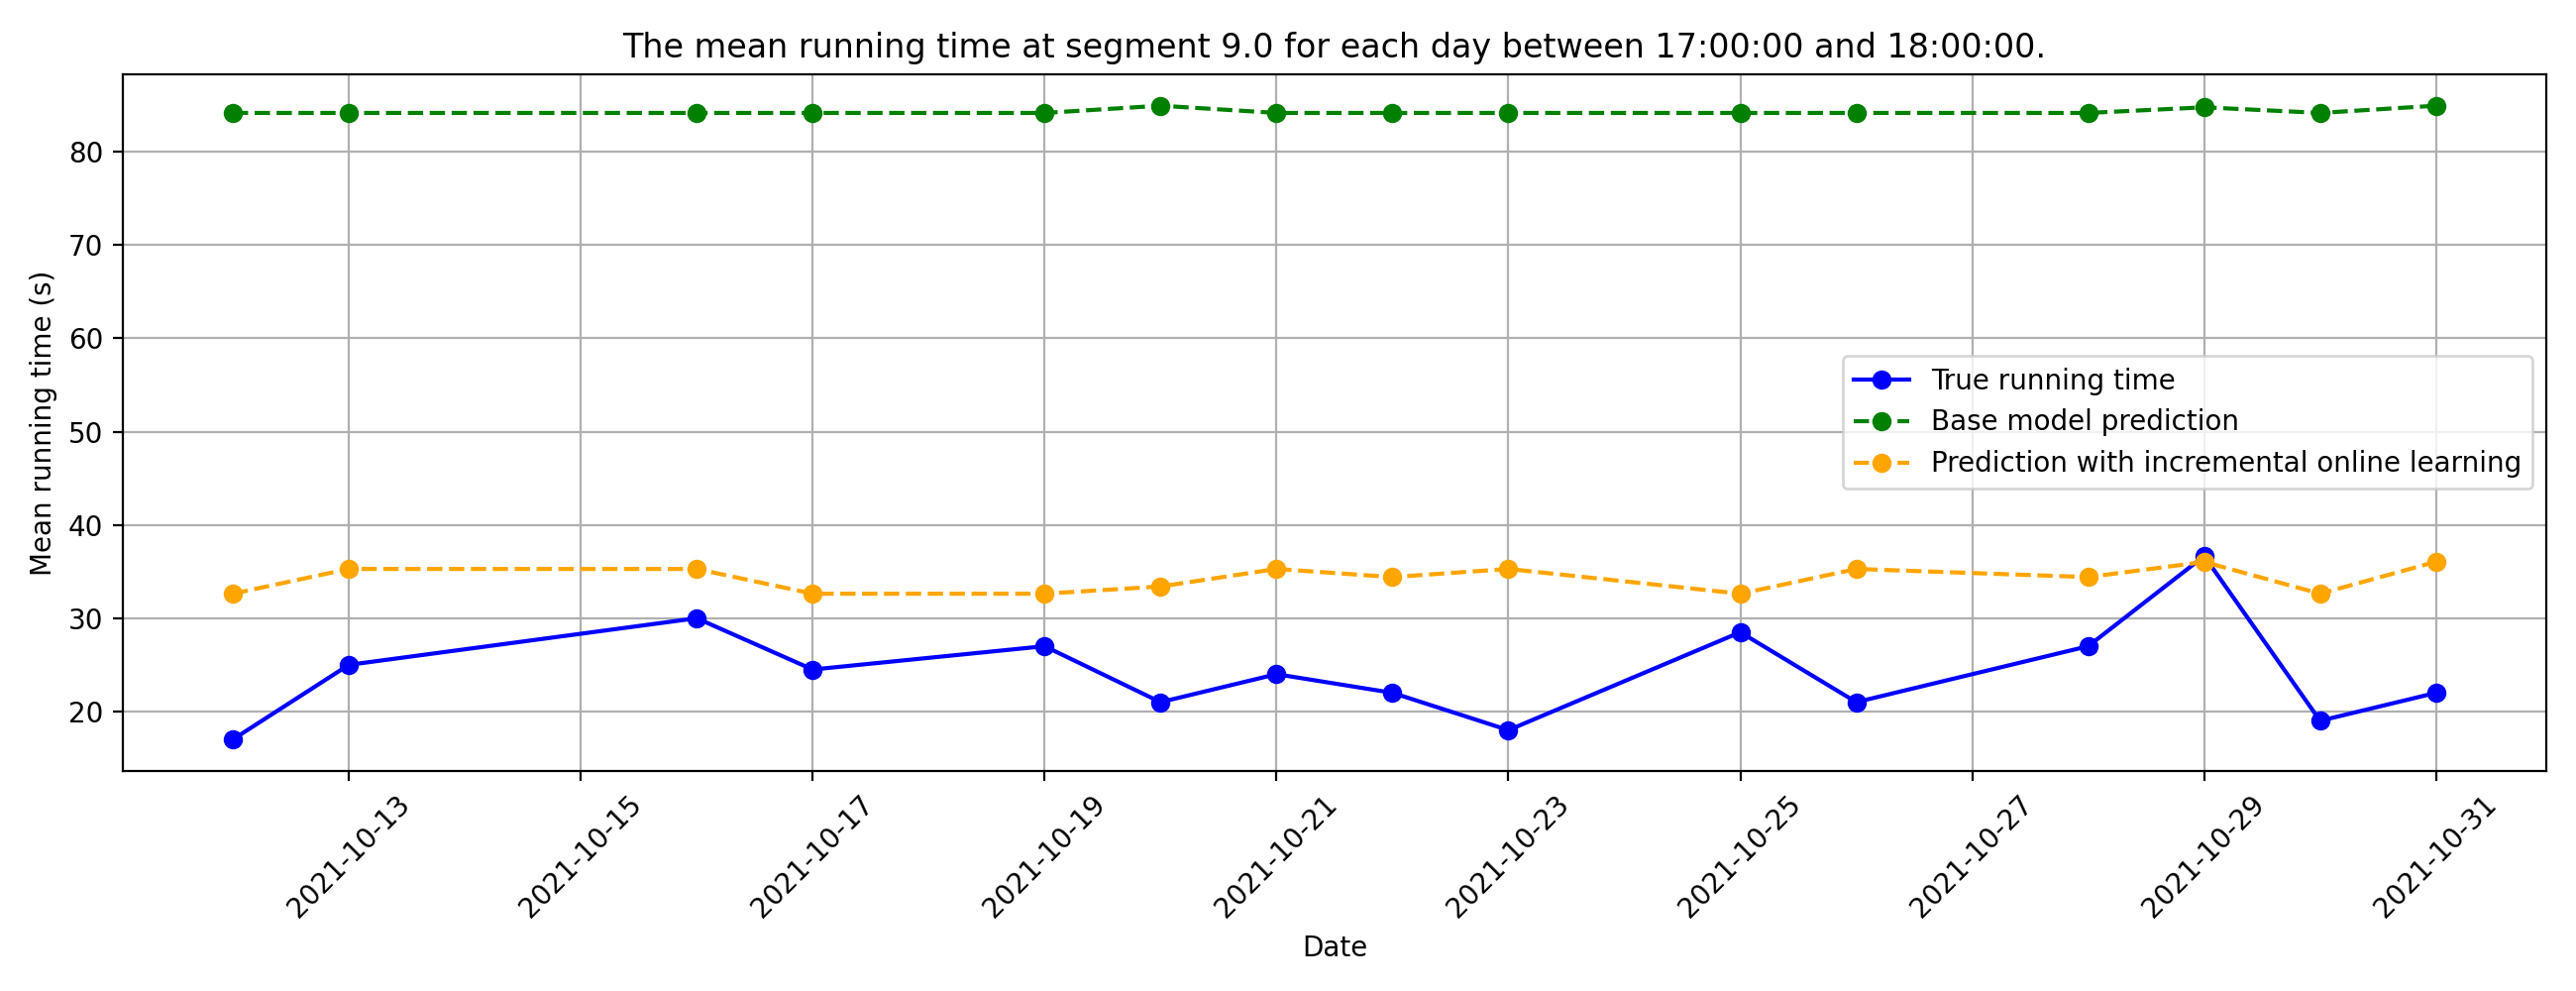 The mean running time at segment 9.0 for each day between 17:00:00 and 18:00:00.
Mean running time (s)
80
70
60
50
40
30
20
True running time
Base model prediction
Prediction with incremental online learning
2021-10-13
2021-10-15
2021-10-17
2021-10-19
2021-10-21
2021-10-23
2021-10-25
2021-10-27
2021-10-29
2021-10-31
Date